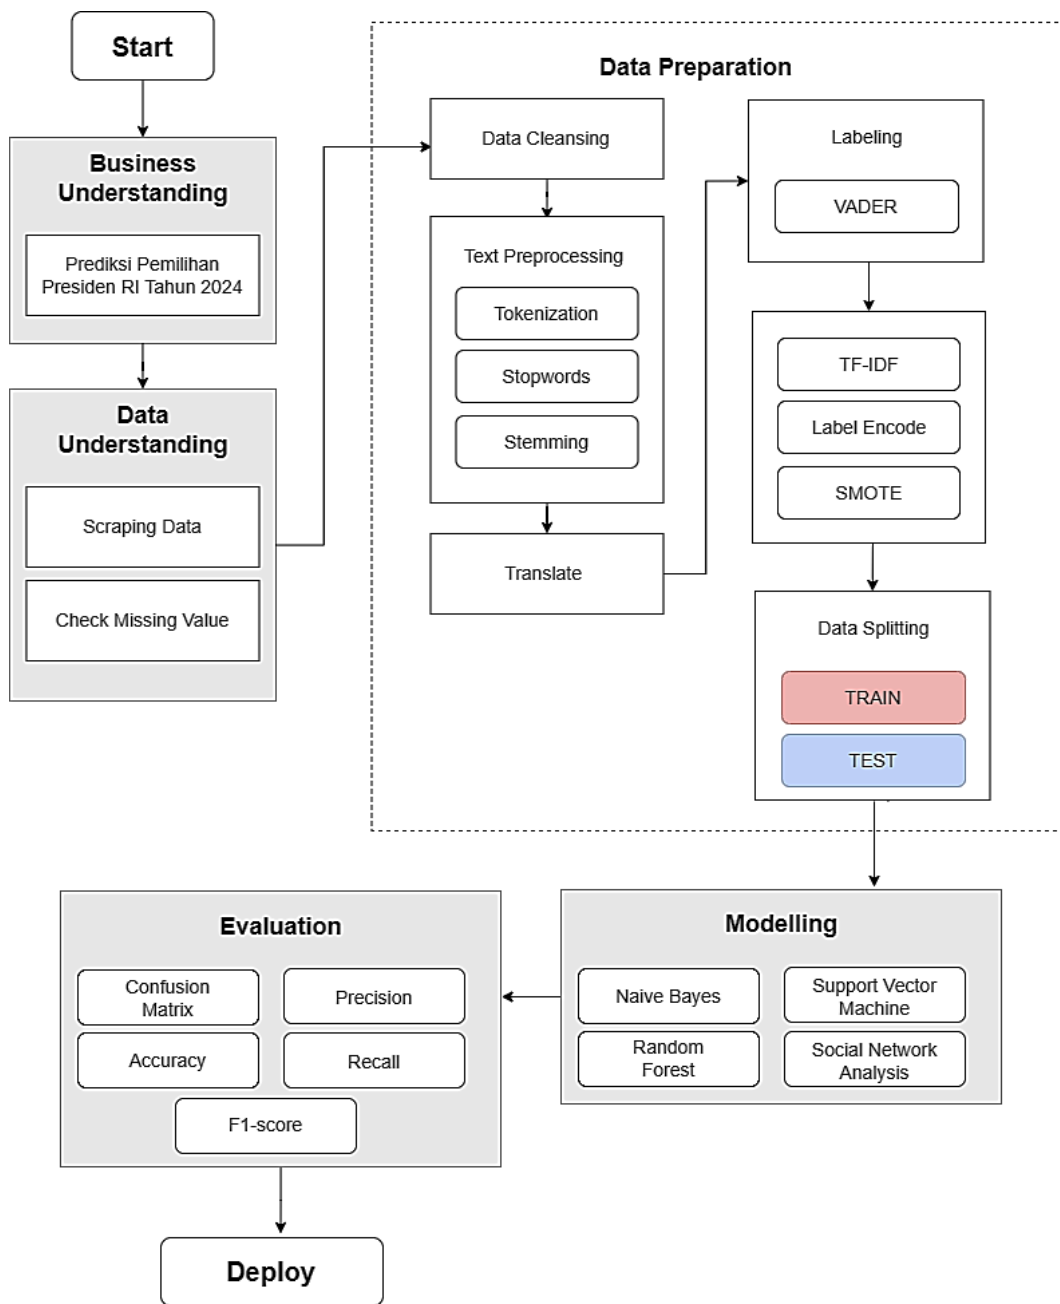 Start
Business
Understanding
Prediksi Pemilihan
Presiden RI Tahun 2024
Data
Understanding
Scraping Data
Check Missing Value
Data Preparation
Data Cleansing
Text Preprocessing
Tokenization
Stopwords
Stemming
Translate
Labeling
VADER
TF-IDF
Label Encode
SMOTE
Data Splitting
TRAIN
TEST
Modelling
Naive Bayes
Support Vector
Machine
Random
Forest
Social Network
Analysis
Evaluation
Confusion
Matrix
Precision
Accuracy
Recall
F1-score
Deploy